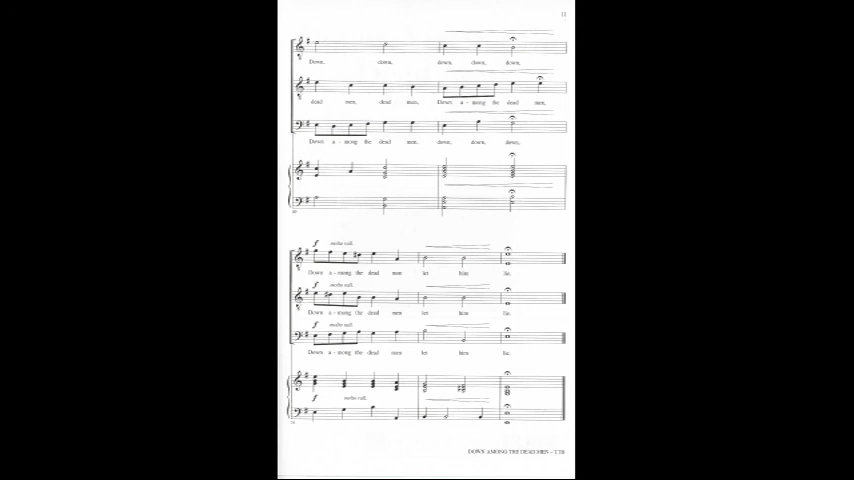 11
Down, down, down, down, down,
dead men, dead men, Down a - mong the dead men,
Down a - mong the dead men, down, down, down,
f molto rall.
Down a - mong the dead men let him lie.
f molto rall.
Down a - mong the dead men let him lie.
f molto rall.
Down a - mong the dead men let him lie.
f molto rall.
DOWN AMONG THE DEAD MEN – TTB